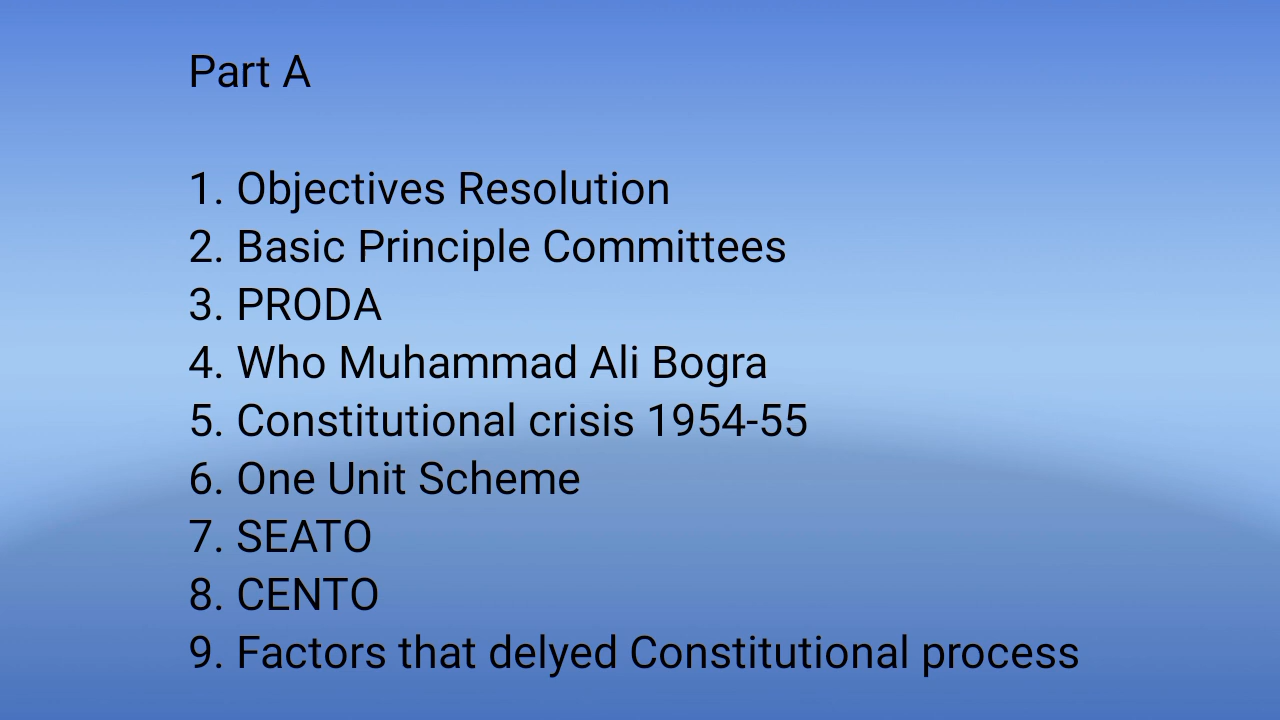 Part A
1. Objectives Resolution
2. Basic Principle Committees
3. PRODA
4. Who Muhammad Ali Bogra
5. Constitutional crisis 1954-55
6. One Unit Scheme
7. SEATO
8. CENTO
9. Factors that delyed Constitutional process